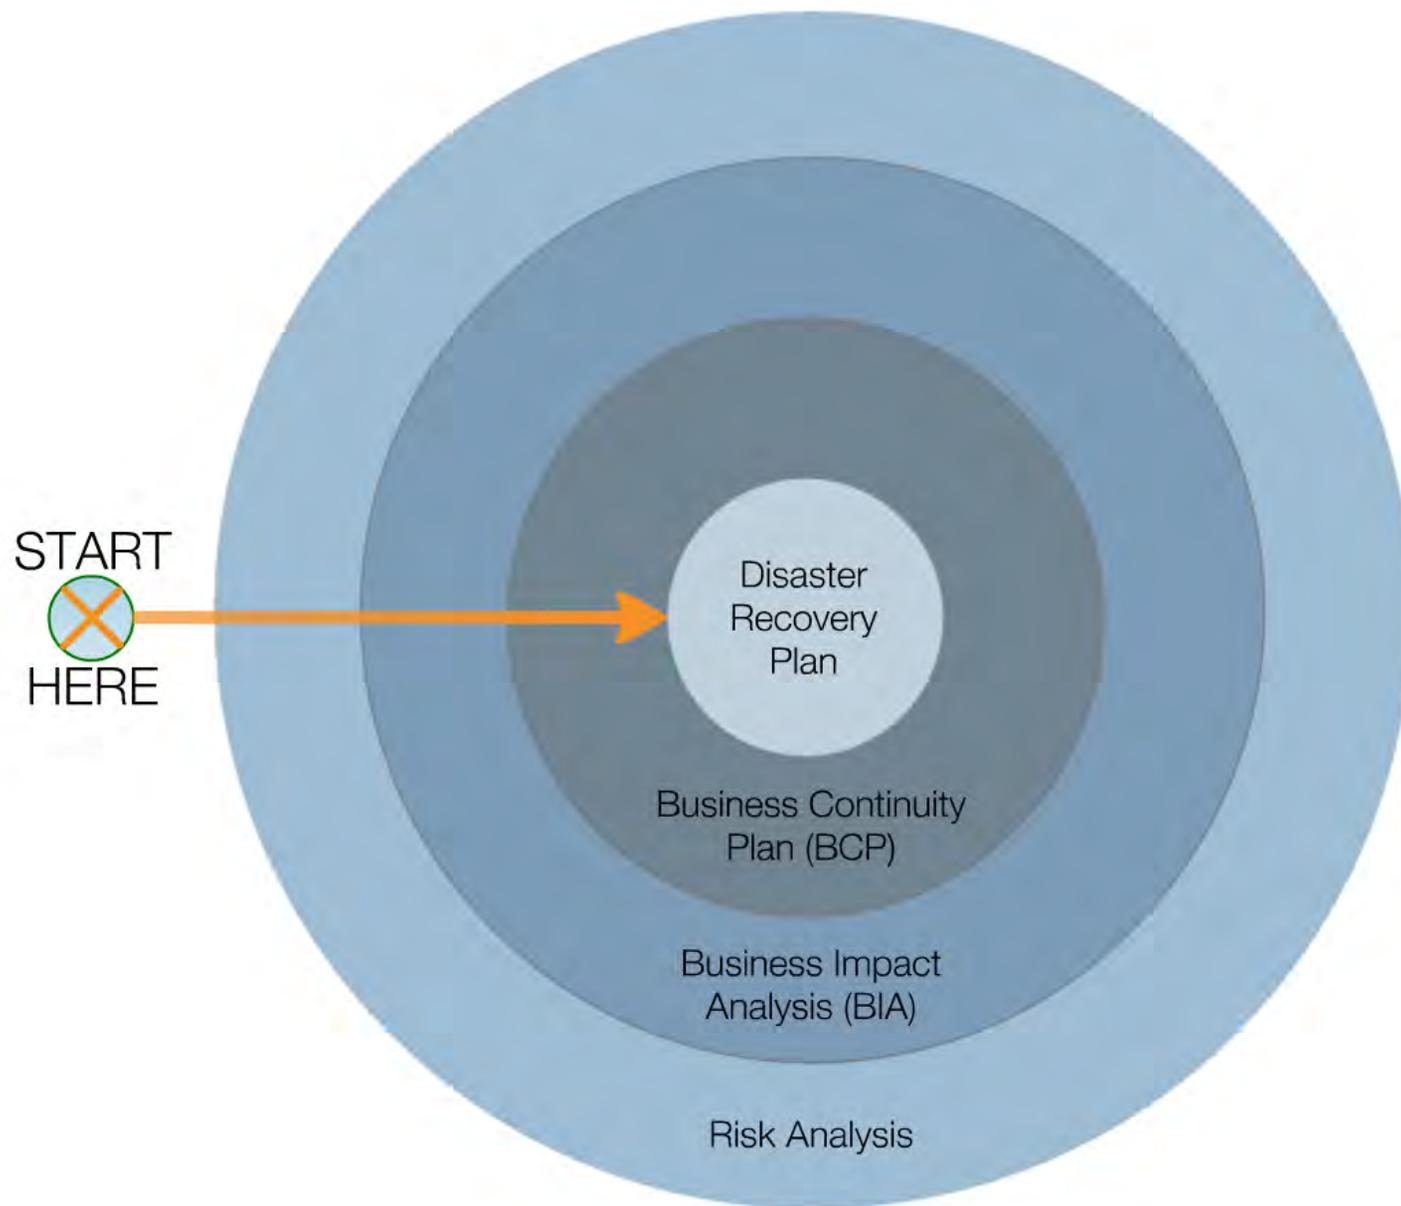 START
HERE
Disaster
Recovery
Plan
Business Continuity
Plan (BCP)
Business Impact
Analysis (BIA)
Risk Analysis